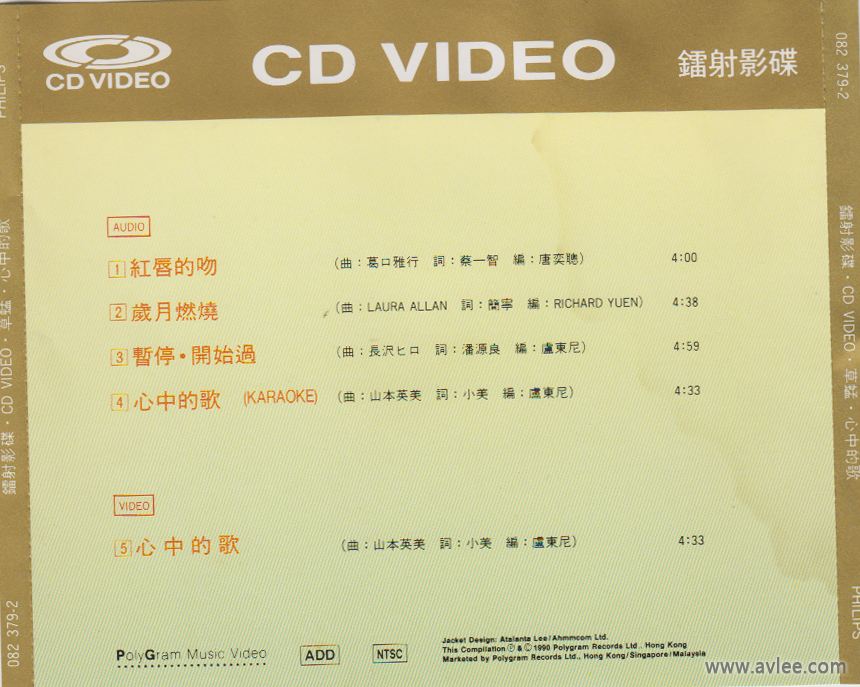 CD VIDEO
CD VIDEO
鐳射影碟
082 379-2
PHILIPS
AUDIO
1 紅唇的吻 (曲：葛口雅行 詞：蔡一智 編：唐奕聰) 4:00
2 歲月燃燒 (曲：LAURA ALLAN 詞：簡寧 編：RICHARD YUEN) 4:38
3 暫停・開始過 (曲：長沢ヒロ 詞：潘源良 編：盧東尼) 4:59
4 心中的歌 (KARAOKE) (曲：山本英美 詞：小美 編：盧東尼) 4:33
VIDEO
5 心中的歌 (曲：山本英美 詞：小美 編：盧東尼) 4:33
鐳射影碟・CD VIDEO・草蜢・心中的歌
鐳射影碟・CD VIDEO・草蜢・心中的歌
082 379-2
PHILIPS
PolyGram Music Video
ADD
NTSC
Jacket Design: Atalanta Lee/Ahmmcom Ltd.
This Compilation Ⓟ & © 1990 Polygram Records Ltd., Hong Kong
Marketed by Polygram Records Ltd., Hong Kong/Singapore/Malaysia
www.avlee.com